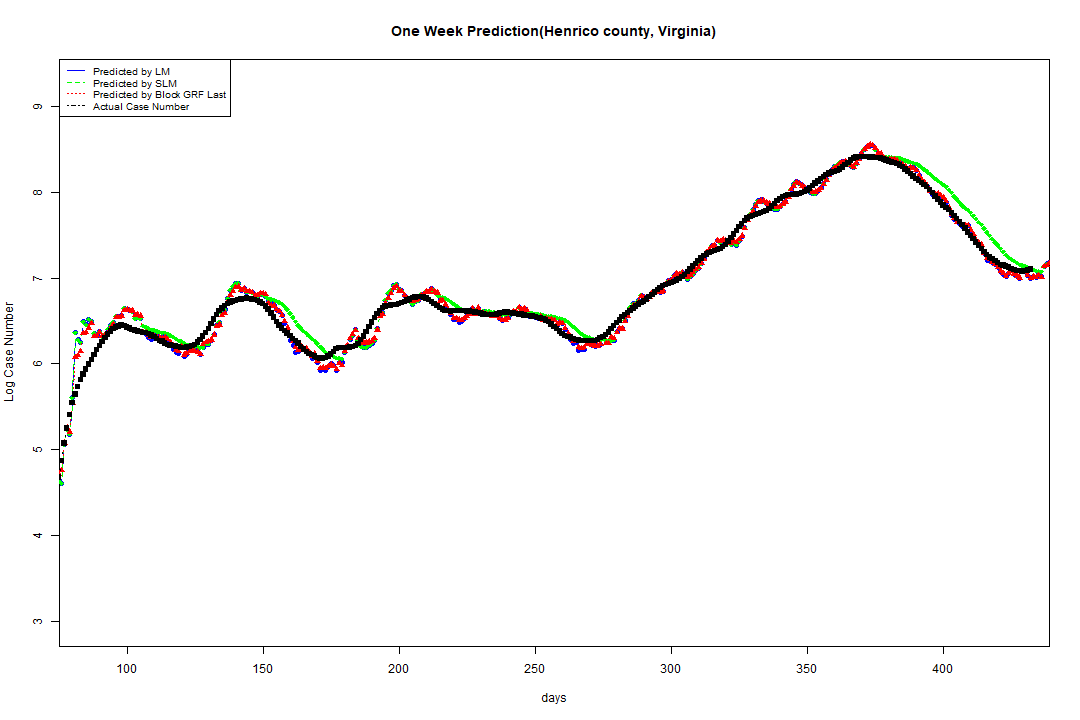 One Week Prediction(Henrico county, Virginia)
Predicted by LM
Predicted by SLM
Predicted by Block GRF Last
Actual Case Number
Log Case Number
9
8
7
6
5
4
3
100 150 200 250 300 350 400
days